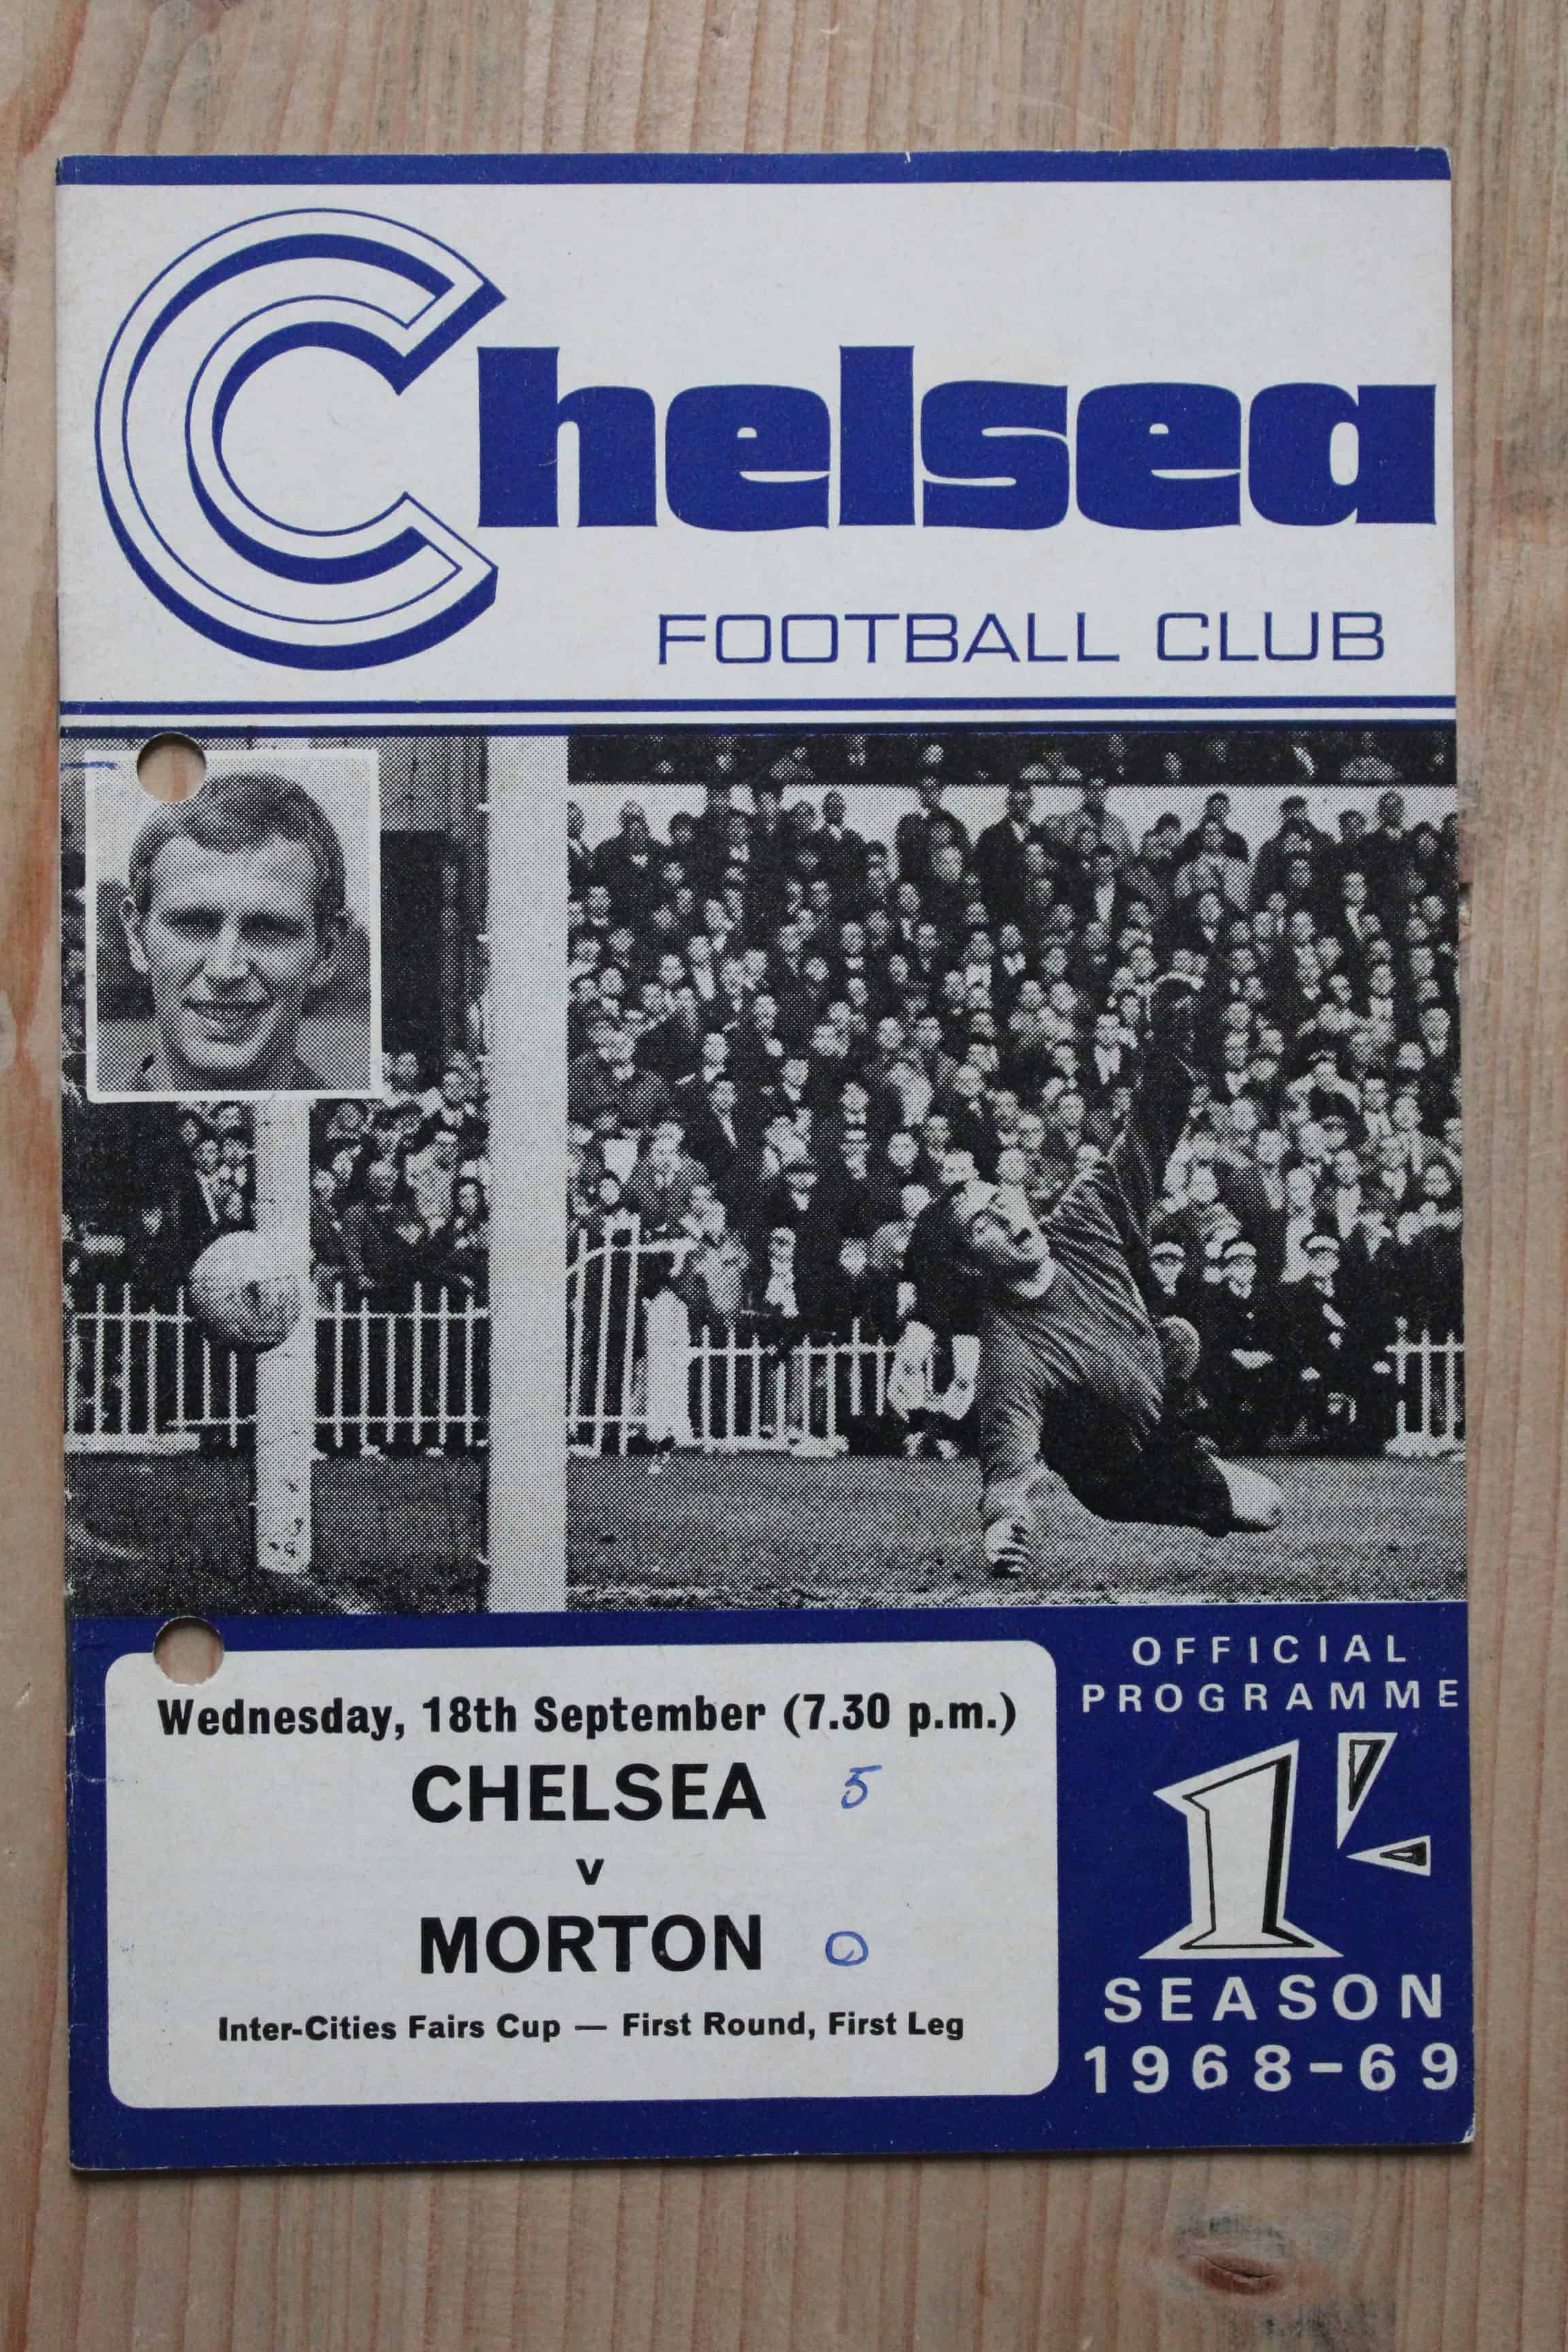 Chelsea
FOOTBALL CLUB
Wednesday, 18th September (7.30 p.m.)
CHELSEA 5
v
MORTON 0
Inter-Cities Fairs Cup — First Round, First Leg
OFFICIAL
PROGRAMME
1/-
SEASON
1968-69